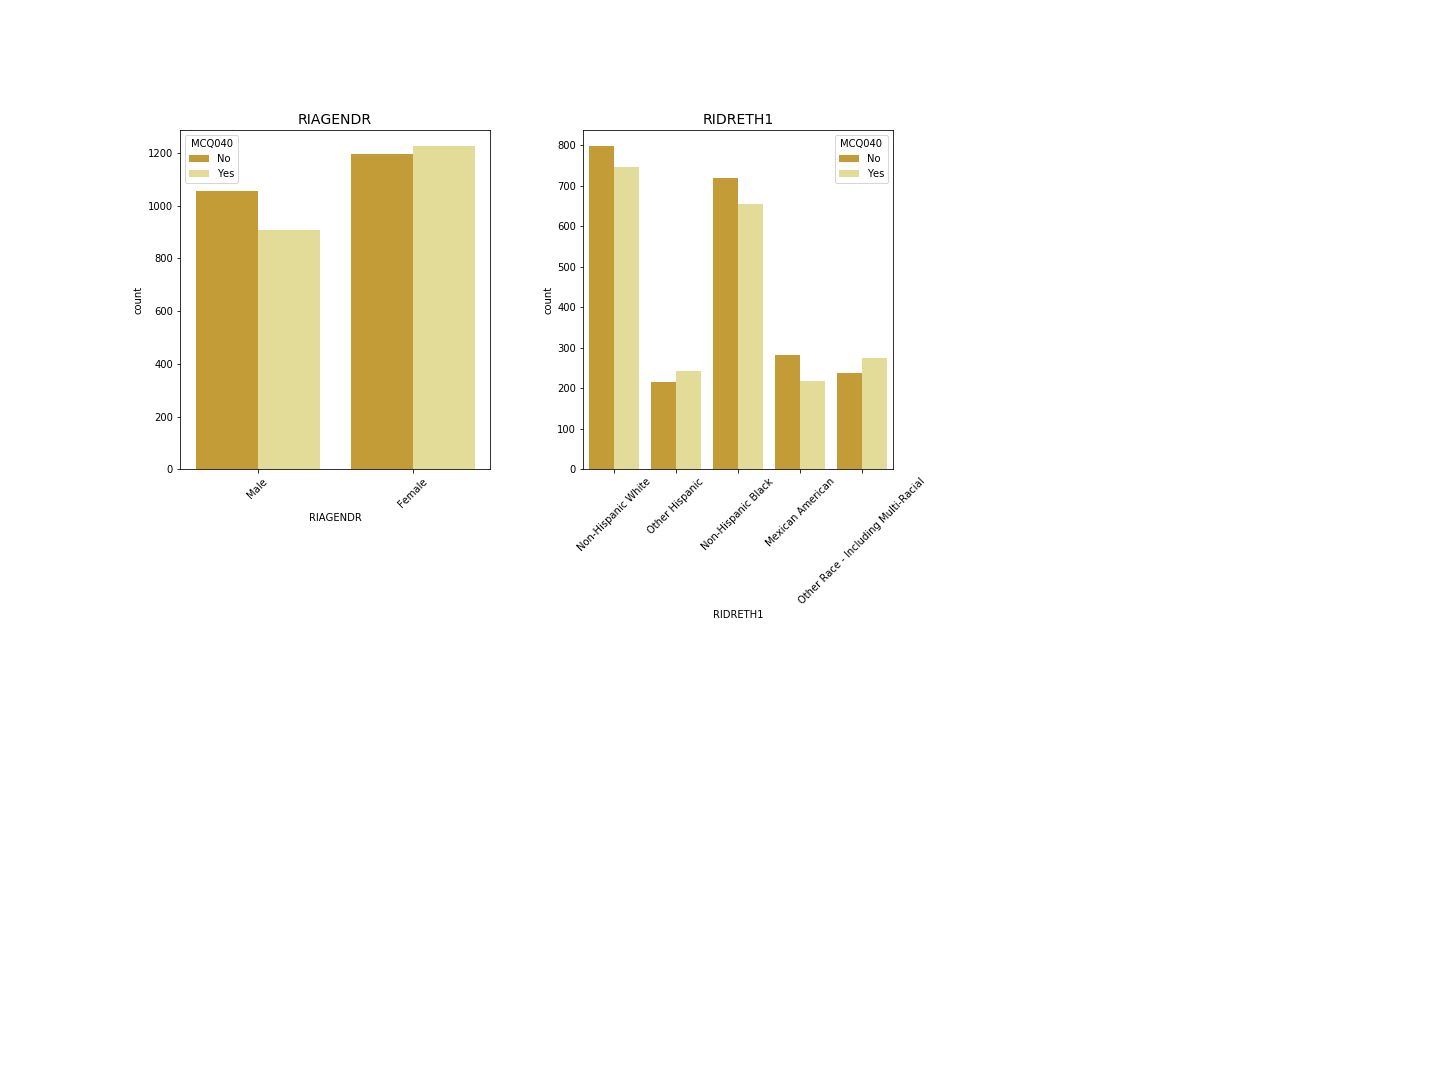 RIAGENDR
MCQ040
No
Yes
1200
1000
800
600
400
200
0
count
Male
Female
RIAGENDR
RIDRETH1
MCQ040
No
Yes
800
700
600
500
400
300
200
100
0
count
Non-Hispanic White
Other Hispanic
Non-Hispanic Black
Mexican American
Other Race - Including Multi-Racial
RIDRETH1